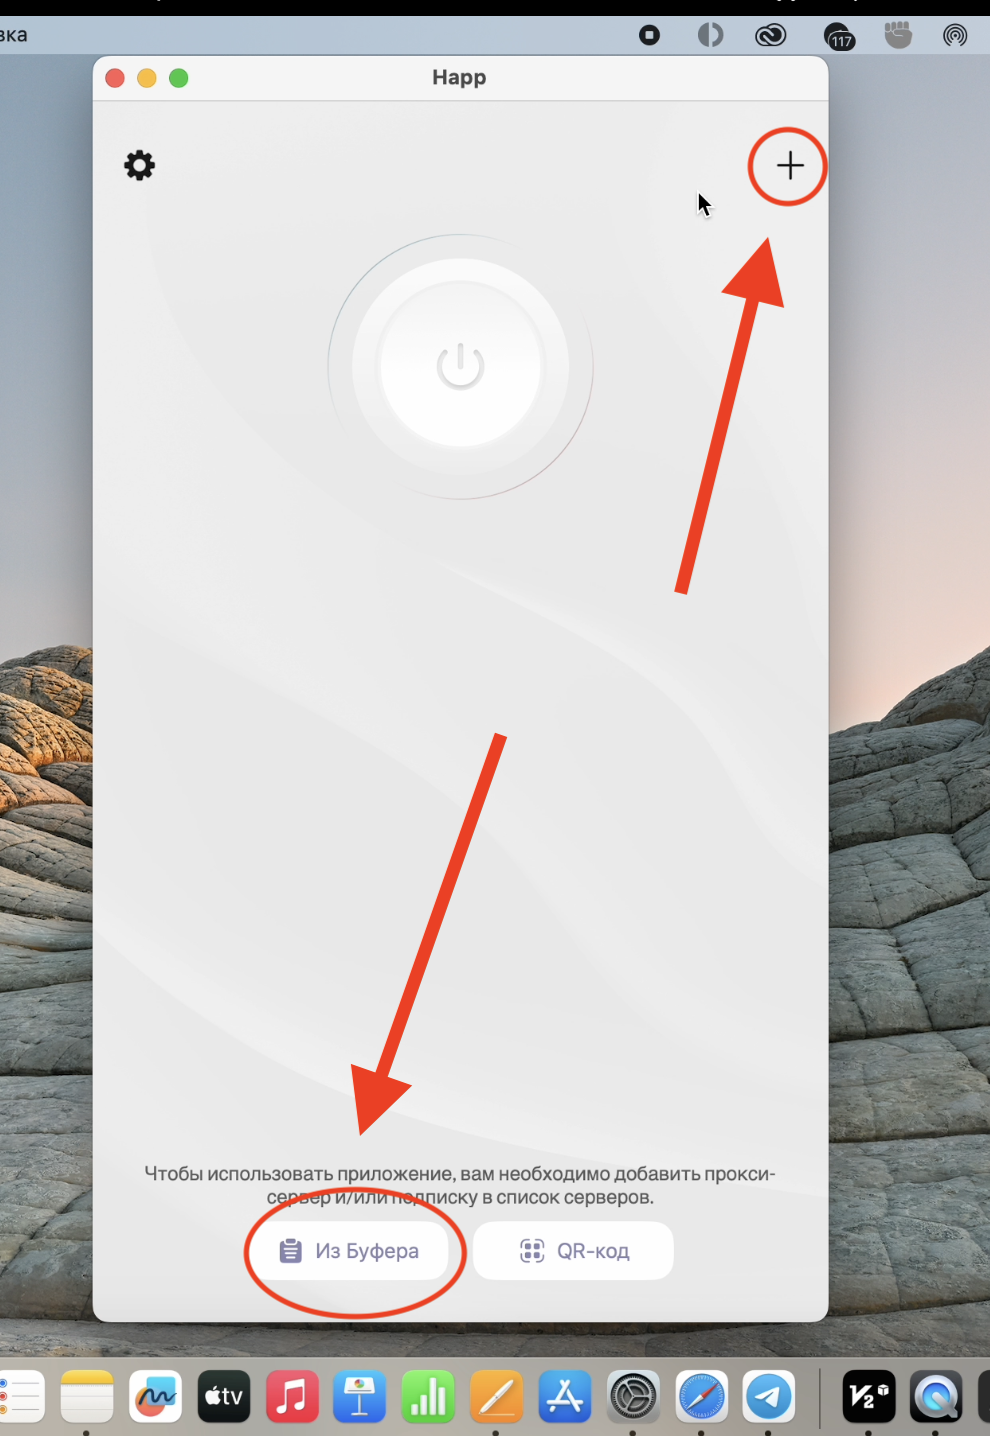 вка
117
Happ
Чтобы использовать приложение, вам необходимо добавить прокси-
сервер и/или подписку в список серверов.
Из Буфера
QR-код
tv
V2